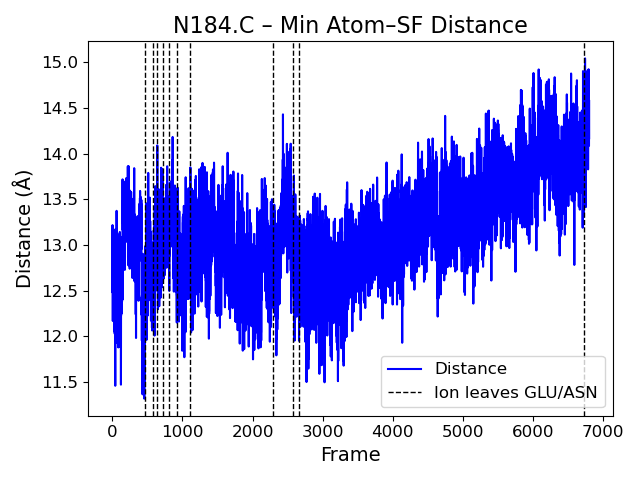 N184.C – Min Atom–SF Distance
Distance (Å)
15.0
14.5
14.0
13.5
13.0
12.5
12.0
11.5
Distance
Ion leaves GLU/ASN
0 1000 2000 3000 4000 5000 6000 7000
Frame